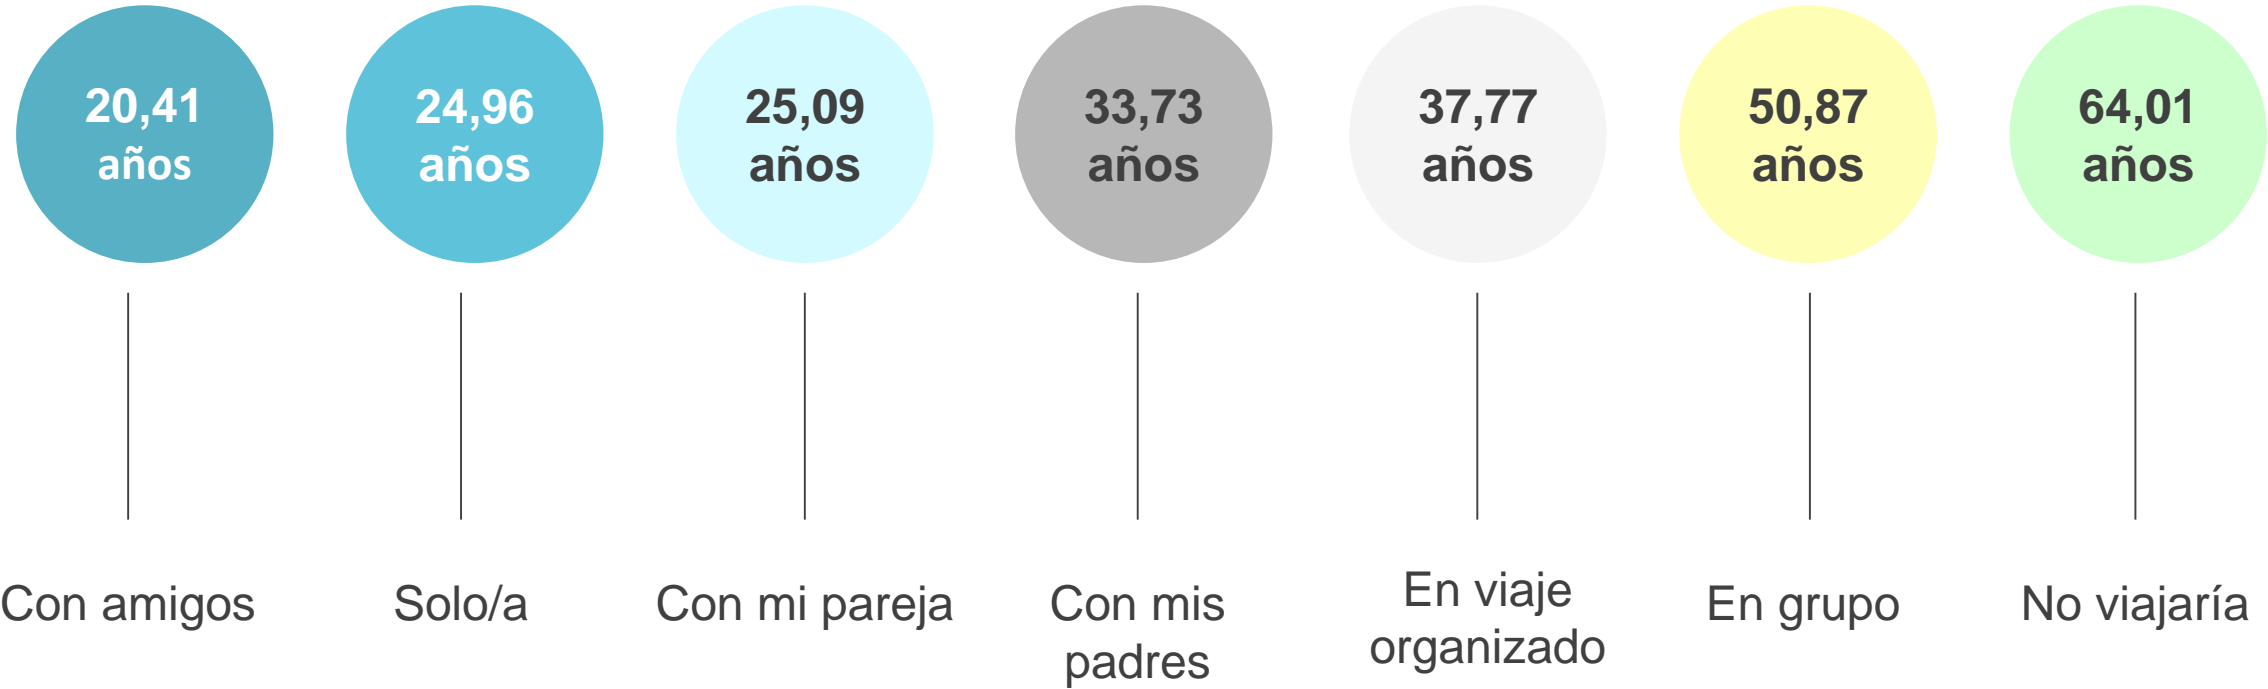 20,41
años
24,96
años
25,09
años
33,73
años
37,77
años
50,87
años
64,01
años
Con amigos
Solo/a
Con mi pareja
Con mis
padres
En viaje
organizado
En grupo
No viajaría